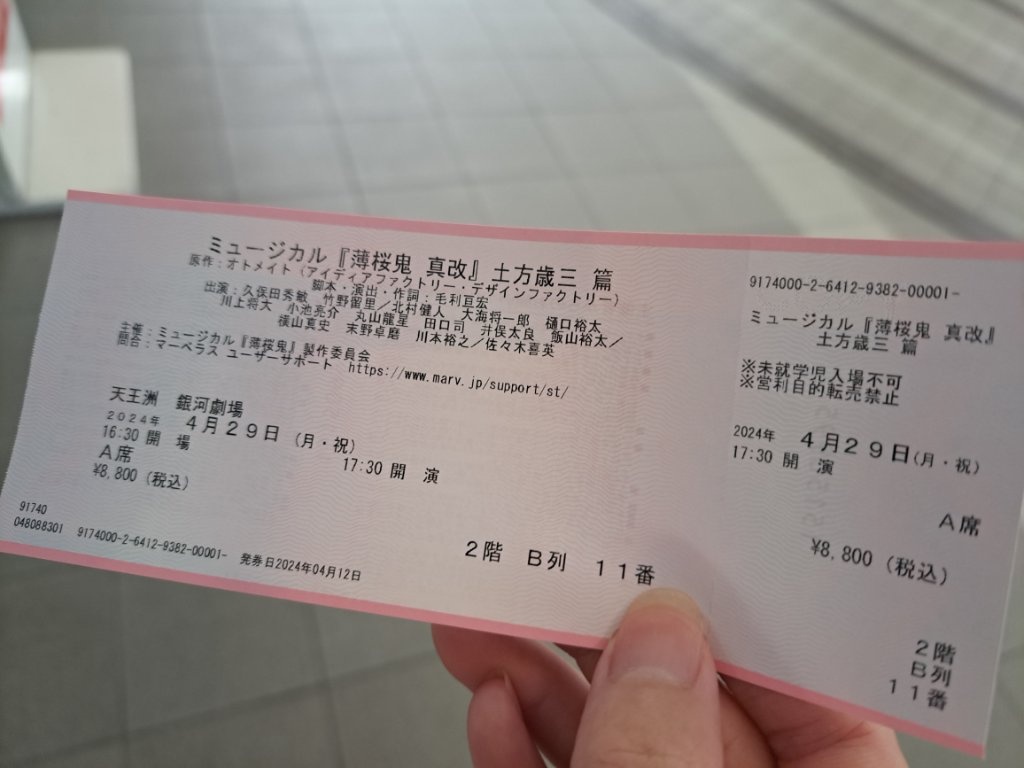 ミュージカル『薄桜鬼 真改』土方歳三 篇
原作：オトメイト（アイディアファクトリー・デザインファクトリー）
脚本・演出・作詞：毛利亘宏
出演：久保田秀敏 竹野留里／北村健人 大海将一郎 樋口裕太
川上将大 小池亮介 丸山龍星 田口司 井俣太良 飯山裕太／
横山真史 末野卓磨 川本裕之／佐々木喜英
主催：ミュージカル『薄桜鬼』製作委員会
問合：マーベラス ユーザーサポート https://www.marv.jp/support/st/
天王洲 銀河劇場
2024年 4月29日（月・祝）
16:30 開 場 17:30 開 演
A席
¥8,800（税込）
2階 B列 11番
91740
048088301 9174000-2-6412-9382-00001- 発券日2024年04月12日
9174000-2-6412-9382-00001-
ミュージカル『薄桜鬼 真改』
土方歳三 篇
※未就学児入場不可
※営利目的転売禁止
2024年 4月29日(月・祝)
17:30 開 演
A席
¥8,800（税込）
2階
B列
11番